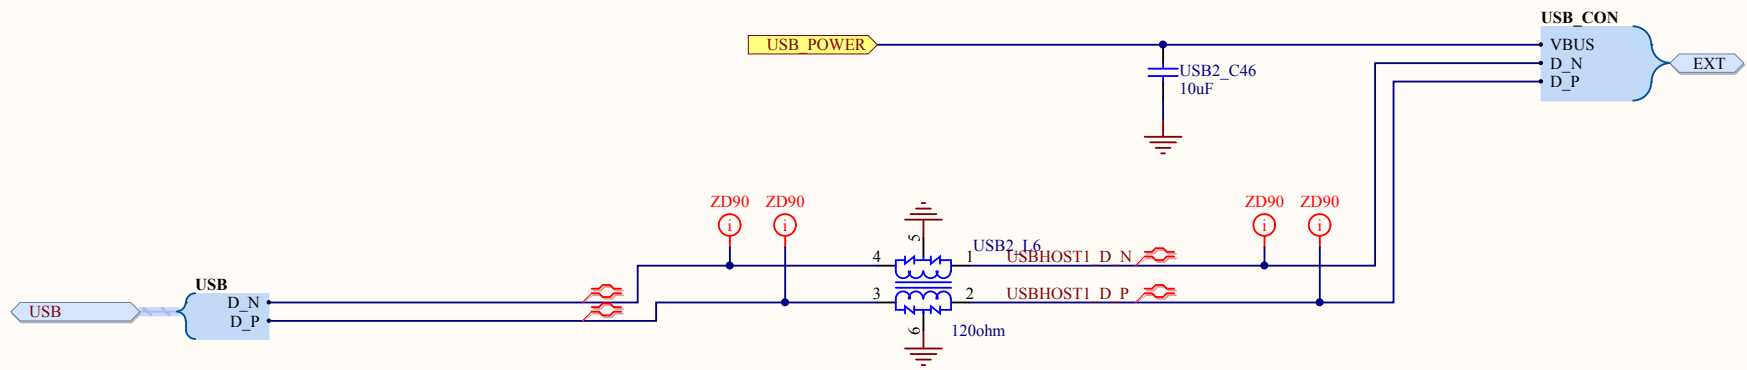 USB_CON
USB_POWER
VBUS
D_N
D_P
EXT
USB2_C46
10uF
ZD90
ZD90
ZD90
ZD90
5
USB2_L6
4
1
USBHOST1_D_N
USB
D_N
D_P
USB
3
2
USBHOST1_D_P
6
120ohm